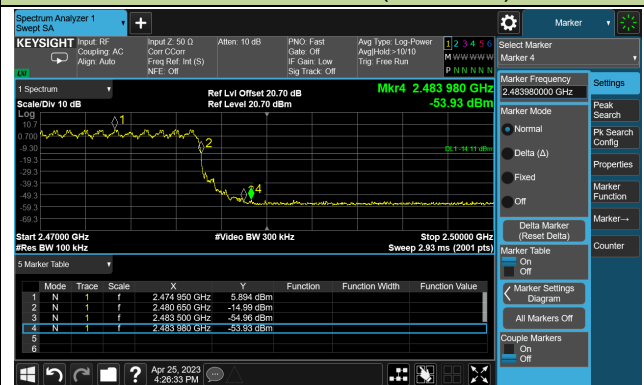 Spectrum Analyzer 1
Swept SA
Marker
KEYSIGHT
Input: RF
Coupling: AC
Align: Auto
Input Z: 50 Ω
Corr CCorr
Freq Ref: Int (S)
NFE: Off
Atten: 10 dB
PNO: Fast
Gate: Off
IF Gain: Low
Sig Track: Off
Avg Type: Log-Power
Avg|Hold:>10/10
Trig: Free Run
1 2 3 4 5 6
M W W W W W
P N N N N N
LXI
Select Marker
Marker 4
1 Spectrum
Scale/Div 10 dB
Log
Ref Lvl Offset 20.70 dB
Ref Level 20.70 dBm
Mkr4 2.483 980 GHz
-53.93 dBm
10.7
0.700
-9.30
-19.3
-29.3
-39.3
-49.3
-59.3
-69.3
1
2
3
4
DL1 -14.11 dBm
Start 2.47000 GHz
#Res BW 100 kHz
#Video BW 300 kHz
Stop 2.50000 GHz
Sweep 2.93 ms (2001 pts)
5 Marker Table
Mode Trace Scale X Y Function Function Width Function Value
1 N 1 f 2.474 950 GHz 5.894 dBm
2 N 1 f 2.480 650 GHz -14.99 dBm
3 N 1 f 2.483 500 GHz -54.96 dBm
4 N 1 f 2.483 980 GHz -53.93 dBm
5
6
Marker Frequency
2.483980000 GHz
Marker Mode
Normal
Delta (Δ)
Fixed
Off
Delta Marker
(Reset Delta)
Marker Table
On
Off
Marker Settings
Diagram
All Markers Off
Couple Markers
On
Off
Settings
Peak
Search
Pk Search
Config
Properties
Marker
Function
Marker→
Counter
?
Apr 25, 2023
4:26:33 PM